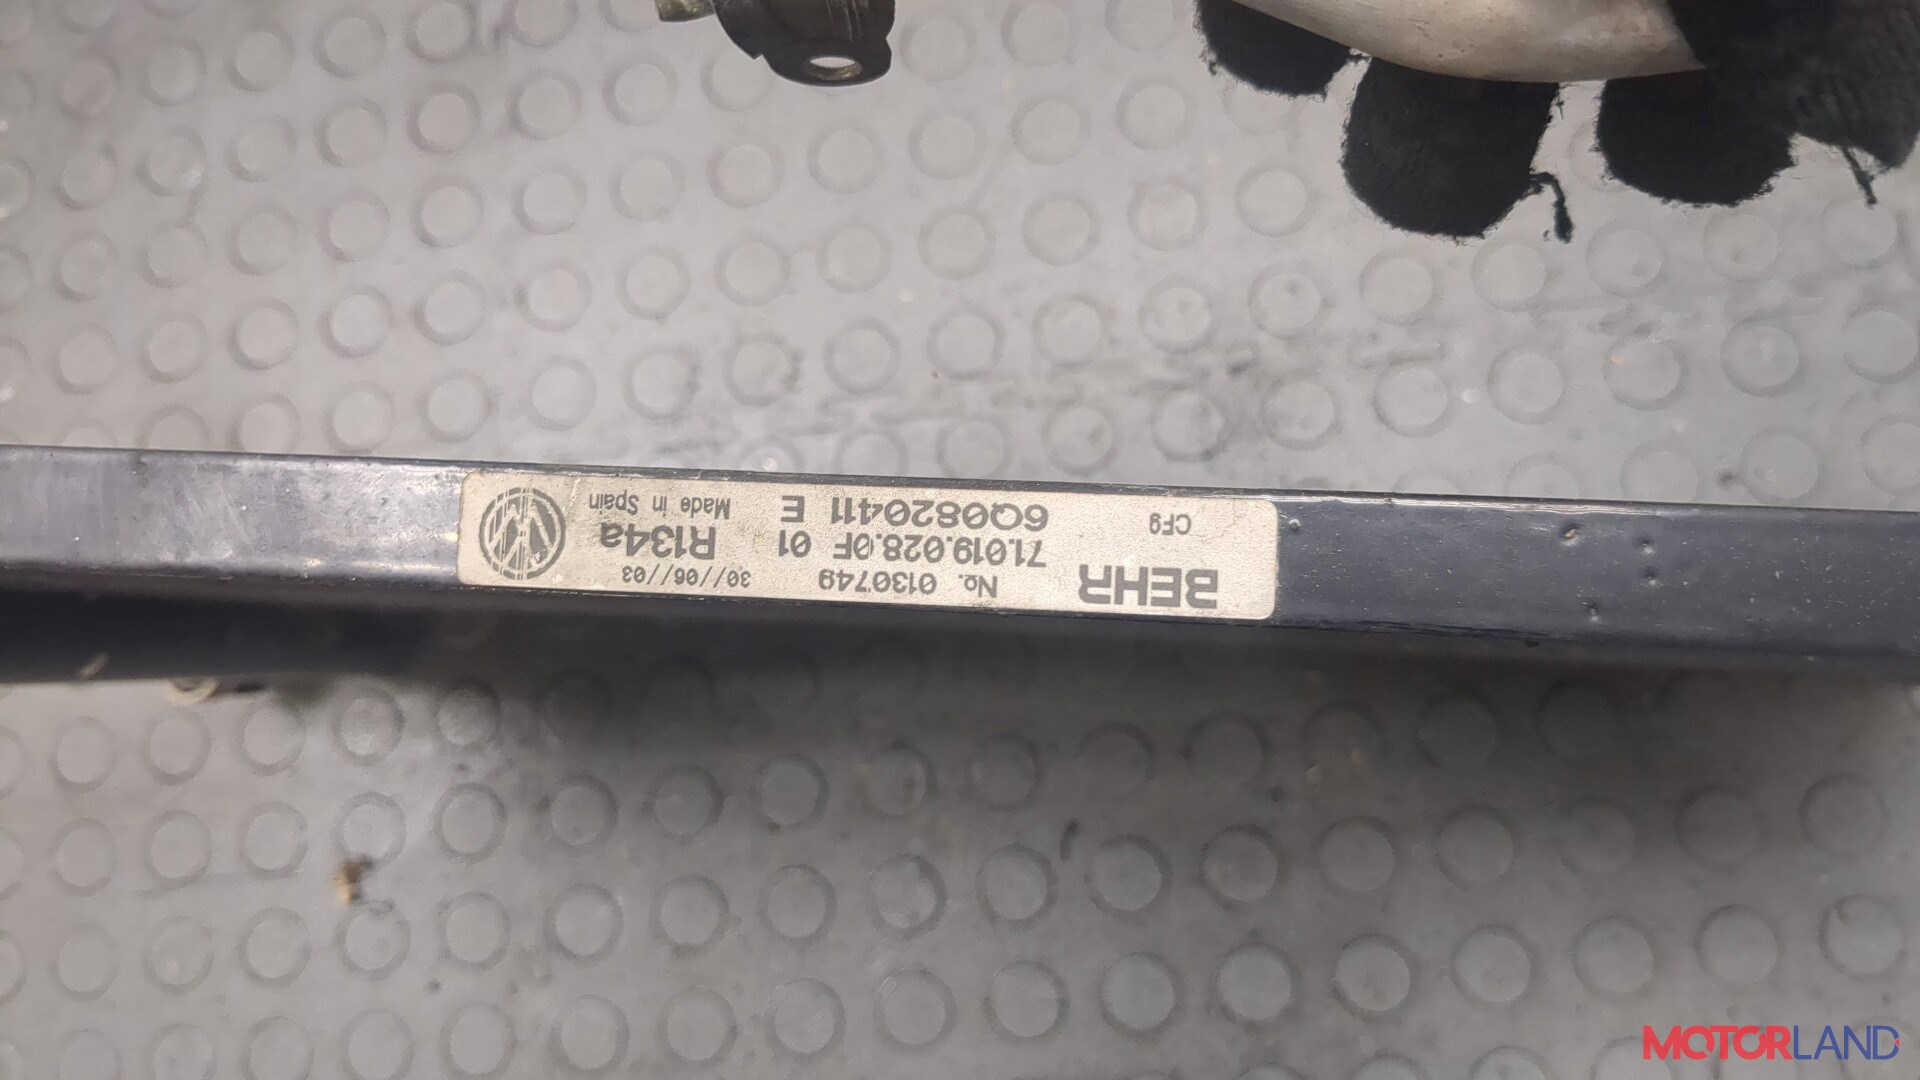 BEHR No. 0130749 30//06//03
71.019.028.0F 01 R134a
CF9 6Q0820411 E Made in Spain
MOTORLAND